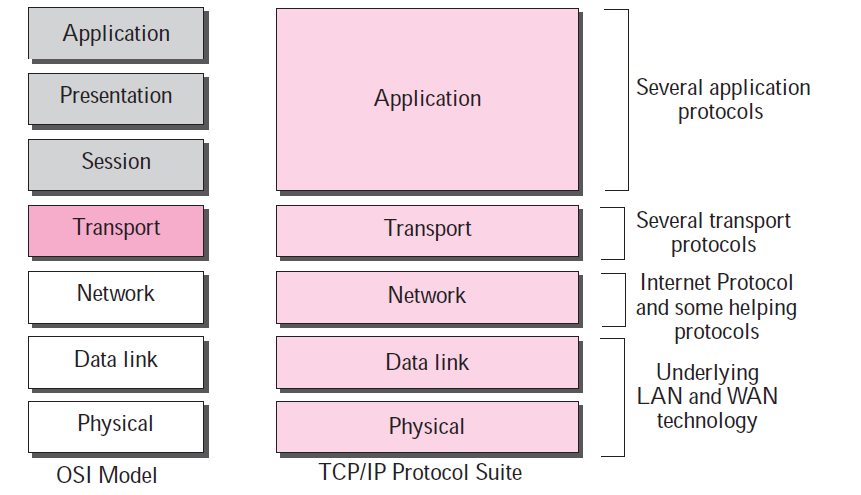 Application
Presentation
Session
Transport
Network
Data link
Physical
OSI Model
Application
Transport
Network
Data link
Physical
TCP/IP Protocol Suite
Several application
protocols
Several transport
protocols
Internet Protocol
and some helping
protocols
Underlying
LAN and WAN
technology